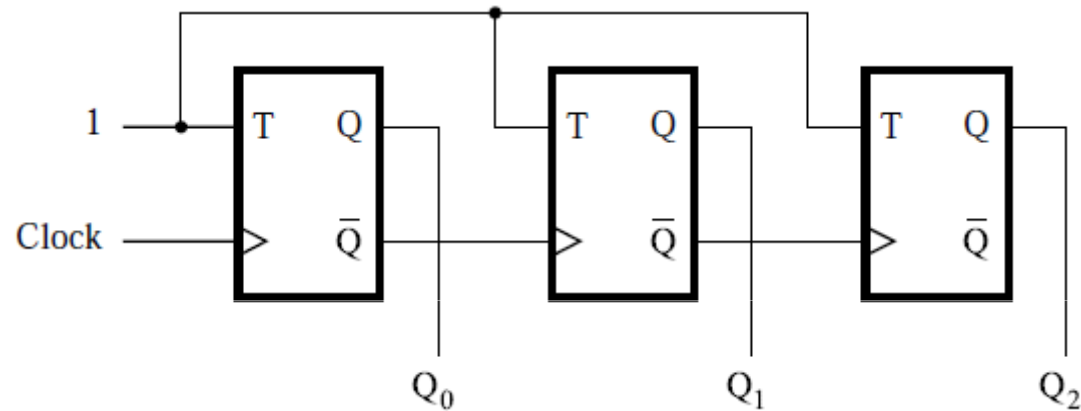 1 T Q T Q T Q
Clock Q̅ Q̅ Q̅
Q₀ Q₁ Q₂